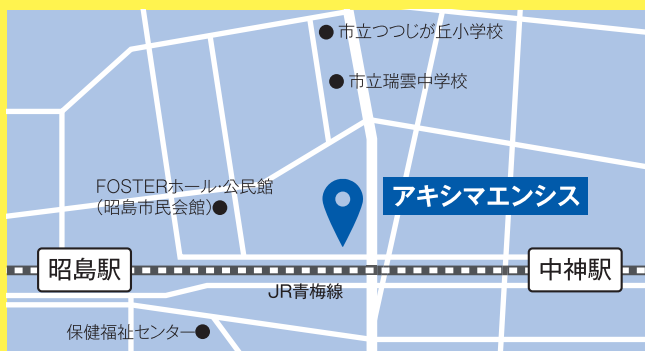 市立つつじが丘小学校
市立瑞雲中学校
FOSTERホール・公民館
(昭島市民会館)
アキシマエンシス
昭島駅
中神駅
JR青梅線
保健福祉センター